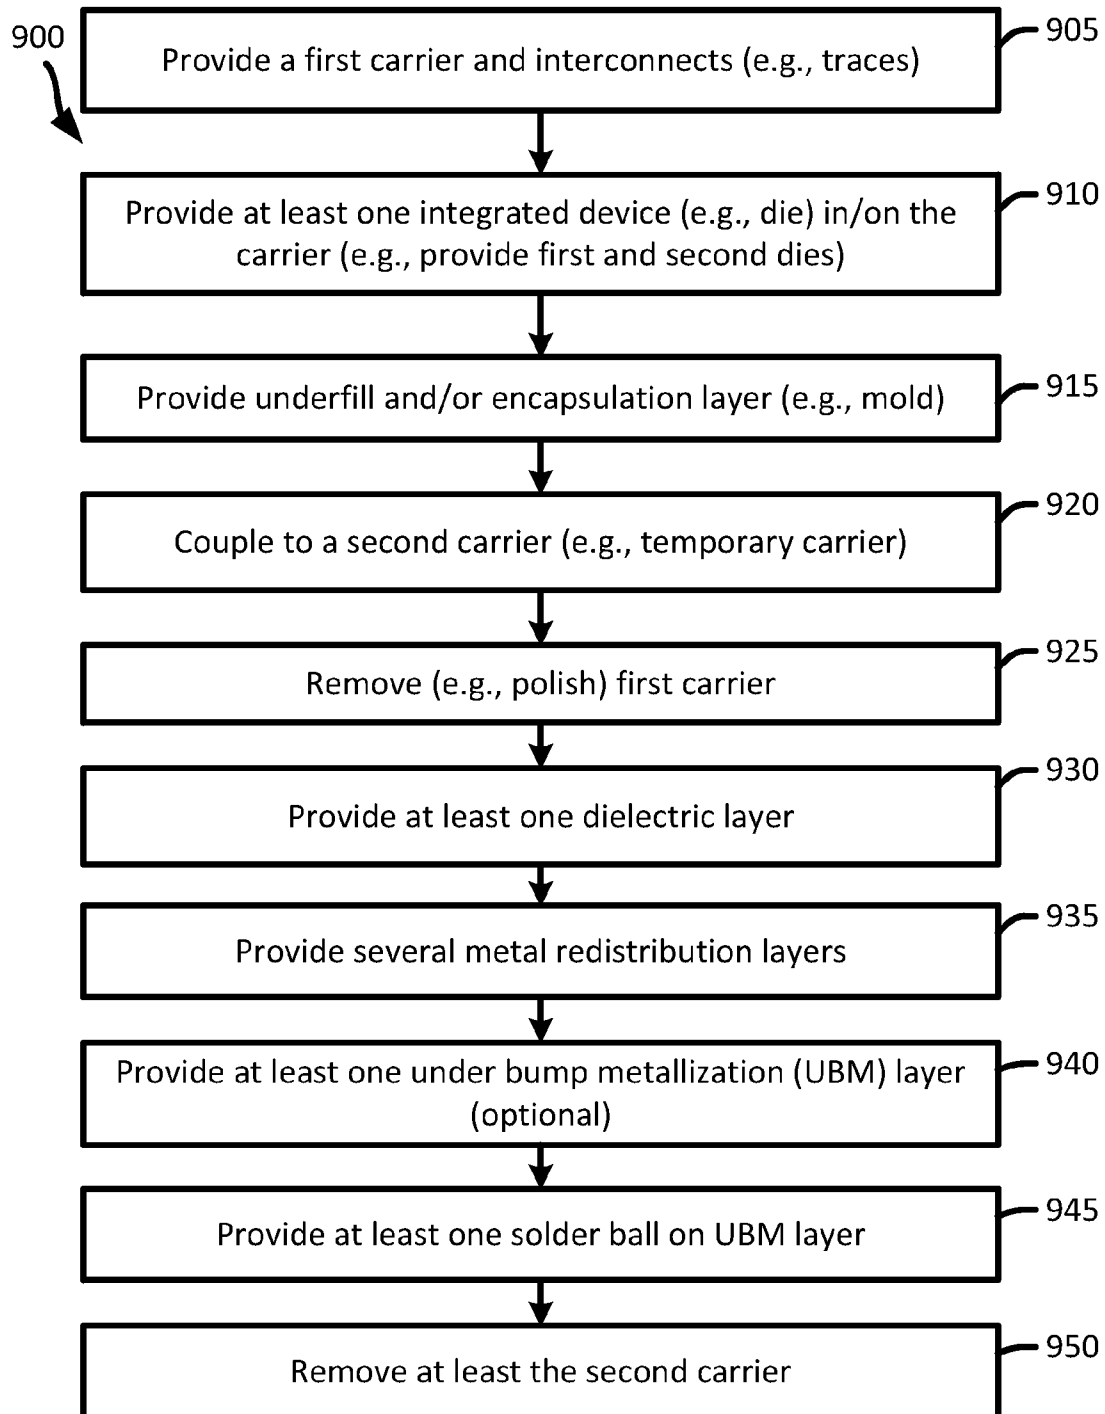 900
Provide a first carrier and interconnects (e.g., traces)
905
Provide at least one integrated device (e.g., die) in/on the
carrier (e.g., provide first and second dies)
910
Provide underfill and/or encapsulation layer (e.g., mold)
915
Couple to a second carrier (e.g., temporary carrier)
920
Remove (e.g., polish) first carrier
925
Provide at least one dielectric layer
930
Provide several metal redistribution layers
935
Provide at least one under bump metallization (UBM) layer
(optional)
940
Provide at least one solder ball on UBM layer
945
Remove at least the second carrier
950